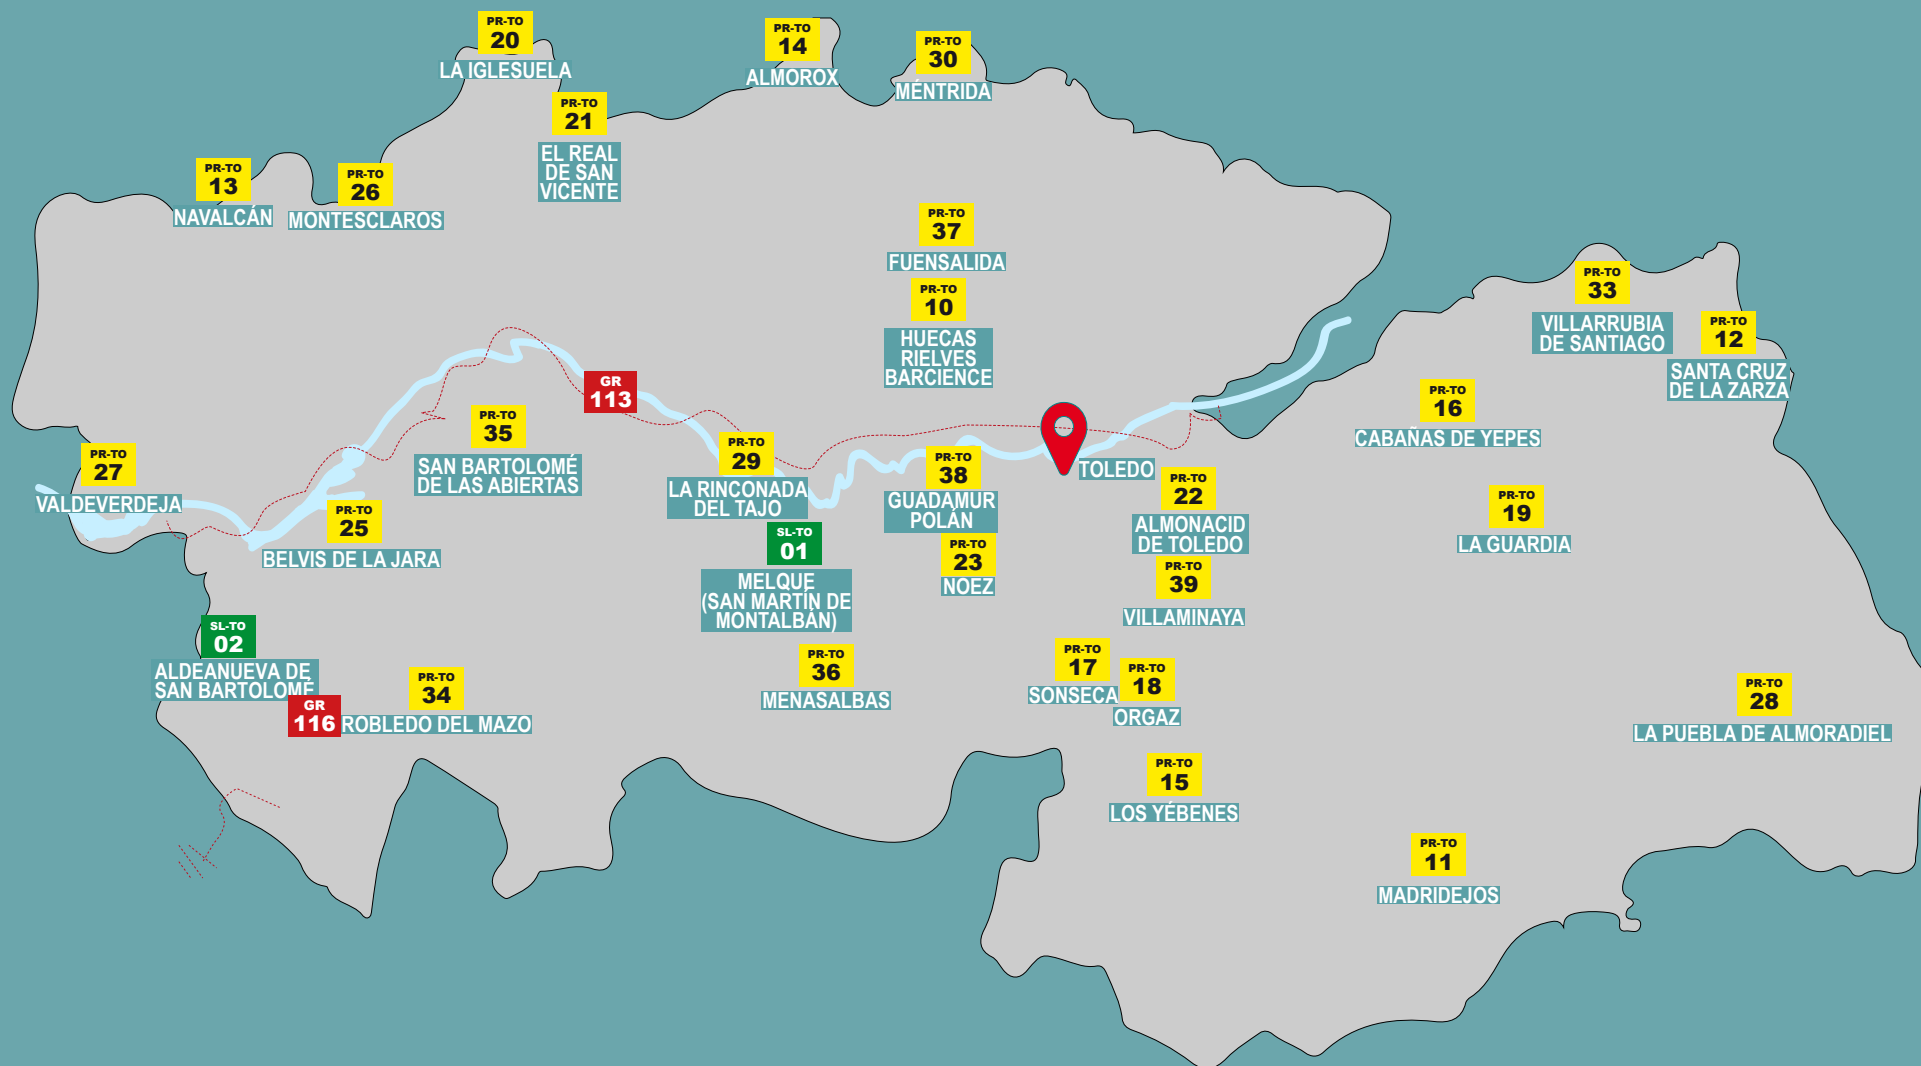 PR-TO
20
LA IGLESUELA
PR-TO
14
ALMOROX
PR-TO
30
MÉNTRIDA
PR-TO
21
EL REAL
DE SAN
VICENTE
PR-TO
13
NAVALCÁN
PR-TO
26
MONTESCLAROS
PR-TO
37
FUENSALIDA
PR-TO
10
HUECAS
RIELVES
BARCIENCE
PR-TO
33
VILLARRUBIA
DE SANTIAGO
PR-TO
12
SANTA CRUZ
DE LA ZARZA
GR
113
PR-TO
16
CABAÑAS DE YEPES
PR-TO
35
SAN BARTOLOMÉ
DE LAS ABIERTAS
PR-TO
27
VALDEVERDEJA
PR-TO
29
LA RINCONADA
DEL TAJO
PR-TO
38
GUADAMUR
POLÁN
TOLEDO
PR-TO
22
ALMONACID
DE TOLEDO
PR-TO
19
LA GUARDIA
PR-TO
25
BELVIS DE LA JARA
SL-TO
01
MELQUE
(SAN MARTÍN DE
MONTALBÁN)
PR-TO
23
NOEZ
PR-TO
39
VILLAMINAYA
SL-TO
02
ALDEANUEVA DE
SAN BARTOLOMÉ
GR
116
PR-TO
34
ROBLEDO DEL MAZO
PR-TO
36
MENASALBAS
PR-TO
17
SONSECA
PR-TO
18
ORGAZ
PR-TO
28
LA PUEBLA DE ALMORADIEL
PR-TO
15
LOS YÉBENES
PR-TO
11
MADRIDEJOS